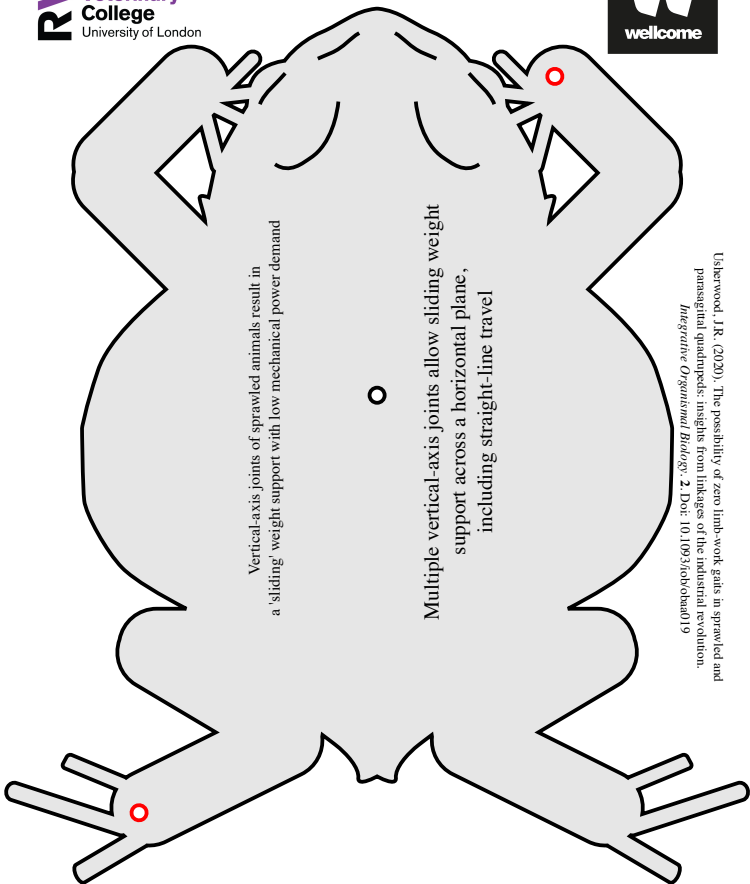 College
University of London
wellcome
Vertical-axis joints of sprawled animals result in
a 'sliding' weight support with low mechanical power demand
Multiple vertical-axis joints allow sliding weight
support across a horizontal plane,
including straight-line travel
Usherwood, J.R. (2020). The possibility of zero limb-work gaits in sprawled and
parasagittal quadrupeds: insights from linkages of the industrial revolution.
Integrative Organismal Biology. 2. Doi: 10.1093/iob/obaa019